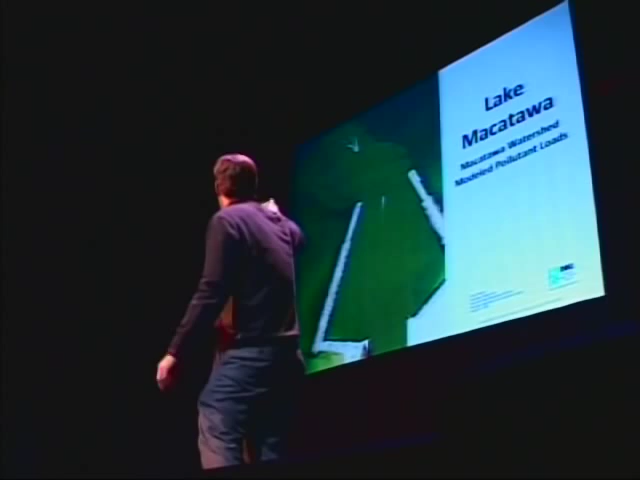 Lake
Macatawa
Macatawa Watershed
Modeled Pollutant Loads